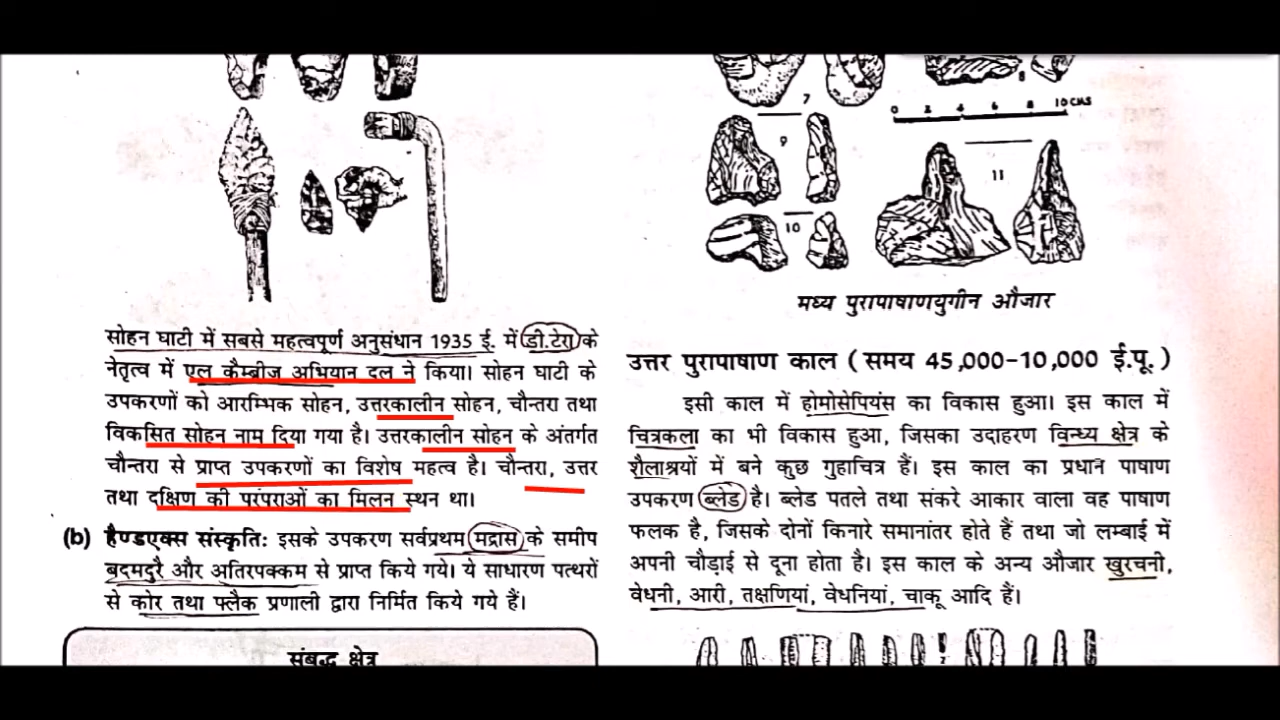 सोहन घाटी में सबसे महत्वपूर्ण अनुसंधान 1935 ई. में डी.टेरा के
नेतृत्व में एल कैम्ब्रीज अभियान दल ने किया। सोहन घाटी के
उपकरणों को आरम्भिक सोहन, उत्तरकालीन सोहन, चौन्तरा तथा
विकसित सोहन नाम दिया गया है। उत्तरकालीन सोहन के अंतर्गत
चौन्तरा से प्राप्त उपकरणों का विशेष महत्व है। चौन्तरा, उत्तर
तथा दक्षिण की परंपराओं का मिलन स्थन था।
(b) हैण्डएक्स संस्कृति: इसके उपकरण सर्वप्रथम मद्रास के समीप
बदमदुरै और अतिरपक्कम से प्राप्त किये गये। ये साधारण पत्थरों
से कोर तथा फ्लैक प्रणाली द्वारा निर्मित किये गये हैं।
संबद्ध क्षेत्र
7
8
0 2 4 6 8 10 CMS
9
11
10
मध्य पुरापाषाणयुगीन औजार
उत्तर पुरापाषाण काल (समय 45,000–10,000 ई.पू.)
इसी काल में होमोसेपियंस का विकास हुआ। इस काल में
चित्रकला का भी विकास हुआ, जिसका उदाहरण विन्ध्य क्षेत्र के
शैलाश्रयों में बने कुछ गुहाचित्र हैं। इस काल का प्रधान पाषाण
उपकरण ब्लेड है। ब्लेड पतले तथा संकरे आकार वाला वह पाषाण
फलक है, जिसके दोनों किनारे समानांतर होते हैं तथा जो लम्बाई में
अपनी चौड़ाई से दूना होता है। इस काल के अन्य औजार खुरचनी,
वेधनी, आरी, तक्षणियां, वेधनियां, चाकू आदि हैं।